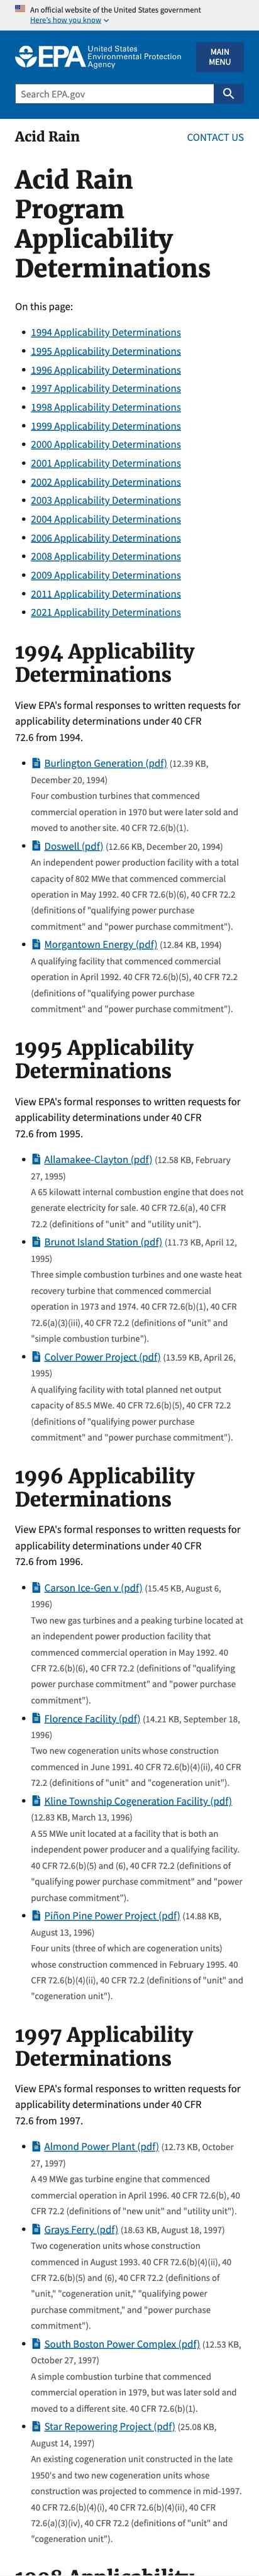 An official website of the United States government
Here's how you know
EPA United States
Environmental Protection
Agency
MAIN
MENU
Search EPA.gov
Acid Rain
CONTACT US
Acid Rain
Program
Applicability
Determinations
On this page:
• 1994 Applicability Determinations
• 1995 Applicability Determinations
• 1996 Applicability Determinations
• 1997 Applicability Determinations
• 1998 Applicability Determinations
• 1999 Applicability Determinations
• 2000 Applicability Determinations
• 2001 Applicability Determinations
• 2002 Applicability Determinations
• 2003 Applicability Determinations
• 2004 Applicability Determinations
• 2006 Applicability Determinations
• 2008 Applicability Determinations
• 2009 Applicability Determinations
• 2011 Applicability Determinations
• 2021 Applicability Determinations
1994 Applicability
Determinations
View EPA's formal responses to written requests for
applicability determinations under 40 CFR
72.6 from 1994.
• Burlington Generation (pdf) (12.39 KB,
December 20, 1994)
Four combustion turbines that commenced
commercial operation in 1970 but were later sold and
moved to another site. 40 CFR 72.6(b)(1).
• Doswell (pdf) (12.66 KB, December 20, 1994)
An independent power production facility with a total
capacity of 802 MWe that commenced commercial
operation in May 1992. 40 CFR 72.6(b)(6), 40 CFR 72.2
(definitions of "qualifying power purchase
commitment" and "power purchase commitment").
• Morgantown Energy (pdf) (12.84 KB, 1994)
A qualifying facility that commenced commercial
operation in April 1992. 40 CFR 72.6(b)(5), 40 CFR 72.2
(definitions of "qualifying power purchase
commitment" and "power purchase commitment").
1995 Applicability
Determinations
View EPA's formal responses to written requests for
applicability determinations under 40 CFR
72.6 from 1995.
• Allamakee-Clayton (pdf) (12.58 KB, February
27, 1995)
A 65 kilowatt internal combustion engine that does not
generate electricity for sale. 40 CFR 72.6(a), 40 CFR
72.2 (definitions of "unit" and "utility unit").
• Brunot Island Station (pdf) (11.73 KB, April 12,
1995)
Three simple combustion turbines and one waste heat
recovery turbine that commenced commercial
operation in 1973 and 1974. 40 CFR 72.6(b)(1), 40 CFR
72.6(a)(3)(iii), 40 CFR 72.2 (definitions of "unit" and
"simple combustion turbine").
• Colver Power Project (pdf) (13.59 KB, April 26,
1995)
A qualifying facility with total planned net output
capacity of 85.5 MWe. 40 CFR 72.6(b)(5), 40 CFR 72.2
(definitions of "qualifying power purchase
commitment" and "power purchase commitment").
1996 Applicability
Determinations
View EPA's formal responses to written requests for
applicability determinations under 40 CFR
72.6 from 1996.
• Carson Ice-Gen v (pdf) (15.45 KB, August 6,
1996)
Two new gas turbines and a peaking turbine located at
an independent power production facility that
commenced commercial operation in May 1992. 40
CFR 72.6(b)(6), 40 CFR 72.2 (definitions of "qualifying
power purchase commitment" and "power purchase
commitment").
• Florence Facility (pdf) (14.21 KB, September 18,
1996)
Two new cogeneration units whose construction
commenced in June 1991. 40 CFR 72.6(b)(4)(ii), 40 CFR
72.2 (definitions of "unit" and "cogeneration unit").
• Kline Township Cogeneration Facility (pdf)
(12.83 KB, March 13, 1996)
A 55 MWe unit located at a facility that is both an
independent power producer and a qualifying facility.
40 CFR 72.6(b)(5) and (6), 40 CFR 72.2 (definitions of
"qualifying power purchase commitment" and "power
purchase commitment").
• Piñon Pine Power Project (pdf) (14.88 KB,
August 13, 1996)
Four units (three of which are cogeneration units)
whose construction commenced in February 1995. 40
CFR 72.6(b)(4)(ii), 40 CFR 72.2 (definitions of "unit" and
"cogeneration unit").
1997 Applicability
Determinations
View EPA's formal responses to written requests for
applicability determinations under 40 CFR
72.6 from 1997.
• Almond Power Plant (pdf) (12.73 KB, October
27, 1997)
A 49 MWe gas turbine engine that commenced
commercial operation in April 1996. 40 CFR 72.6(b), 40
CFR 72.2 (definitions of "new unit" and "utility unit").
• Grays Ferry (pdf) (18.63 KB, August 18, 1997)
Two cogeneration units whose construction
commenced in August 1993. 40 CFR 72.6(b)(4)(ii), 40
CFR 72.6(b)(5) and (6), 40 CFR 72.2 (definitions of
"unit," "cogeneration unit," "qualifying power
purchase commitment," and "power purchase
commitment").
• South Boston Power Complex (pdf) (12.53 KB,
October 27, 1997)
A simple combustion turbine that commenced
commercial operation in 1979, but was later sold and
moved to a different site. 40 CFR 72.6(b)(1).
• Star Repowering Project (pdf) (25.08 KB,
August 14, 1997)
An existing cogeneration unit constructed in the late
1950's and two new cogeneration units whose
construction was projected to commence in mid-1997.
40 CFR 72.6(b)(4)(i), 40 CFR 72.6(b)(4)(ii), 40 CFR
72.6(a)(3)(iv), 40 CFR 72.2 (definitions of "unit" and
"cogeneration unit").
1998 Applicability